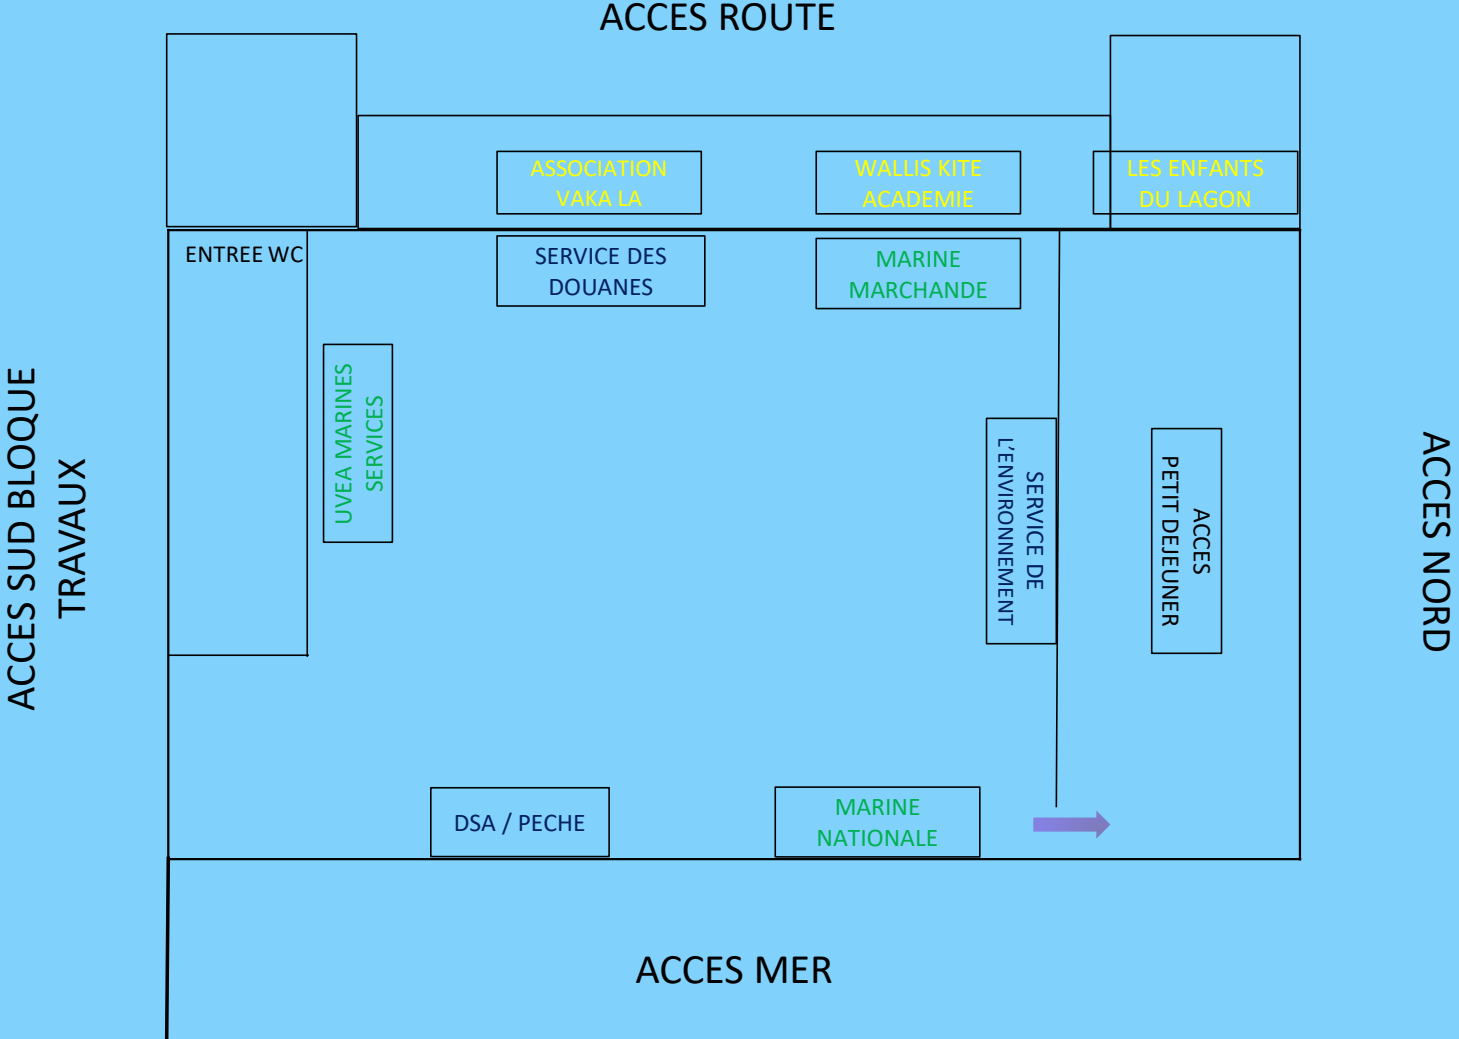 ACCES ROUTE
ASSOCIATION
VAKA LA
WALLIS KITE
ACADEMIE
LES ENFANTS
DU LAGON
ENTREE WC
SERVICE DES
DOUANES
MARINE
MARCHANDE
ACCES SUD BLOQUE
TRAVAUX
UVEA MARINES
SERVICES
SERVICE DE
L'ENVIRONNEMENT
ACCES
PETIT DEJEUNER
ACCES NORD
DSA / PECHE
MARINE
NATIONALE
ACCES MER